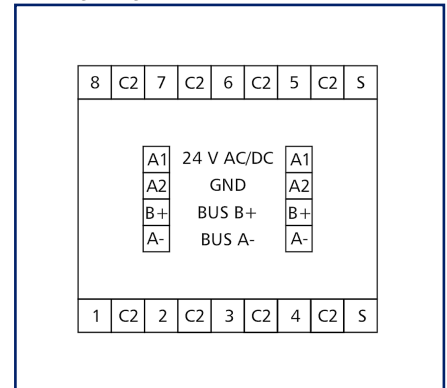 8 C2 7 C2 6 C2 5 C2 S
A1 24 V AC/DC A1
A2 GND A2
B+ BUS B+ B+
A- BUS A- A-
1 C2 2 C2 3 C2 4 C2 S